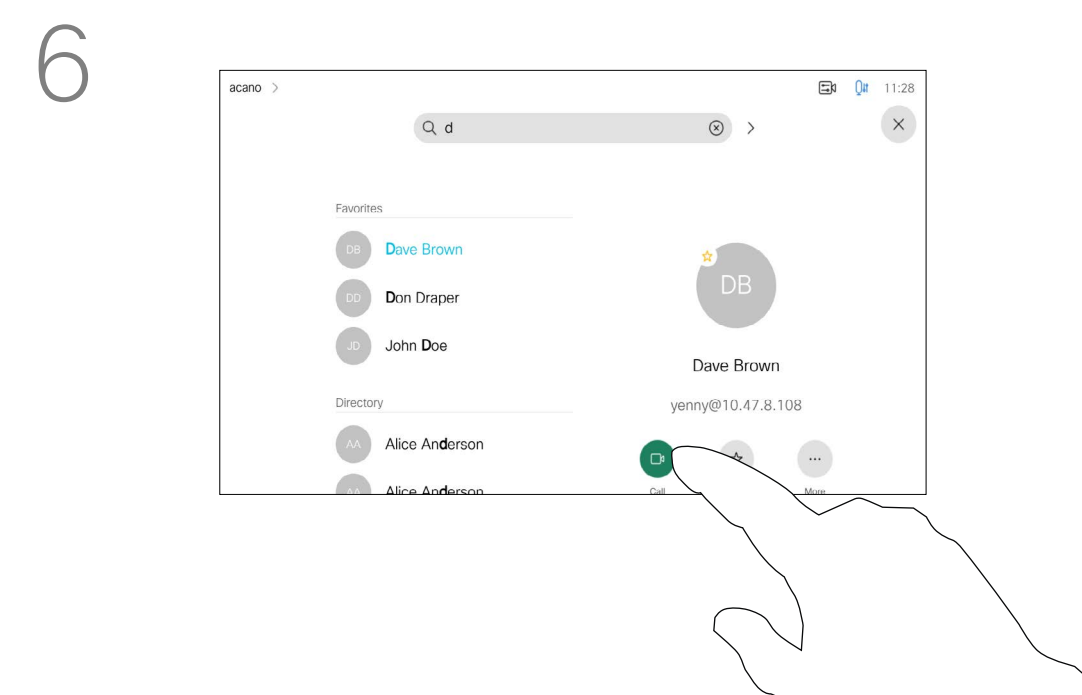 6
acano >
11:28
d
Favorites
DB Dave Brown
DD Don Draper
JD John Doe
Directory
AA Alice Anderson
AA Alice Anderson
DB
Dave Brown
yenny@10.47.8.108
Call
More